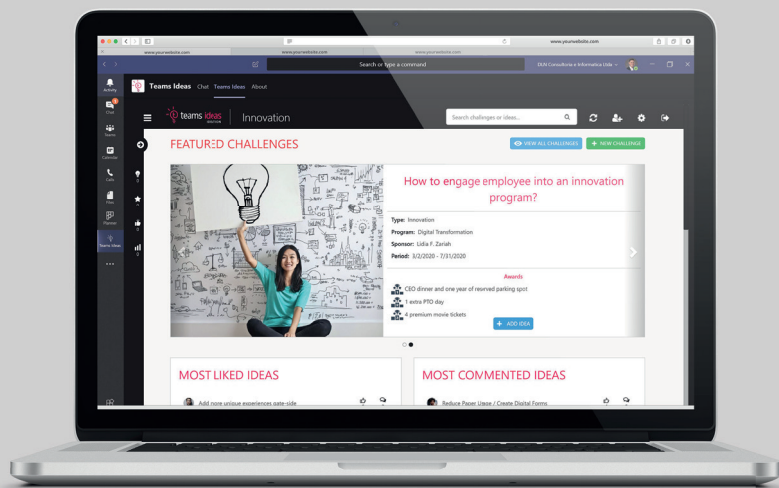 www.yourwebsite.com
www.yourwebsite.com
www.yourwebsite.com
www.yourwebsite.com
Search or type a command
DLN Consultoria e Informatica Ltda
Activity
Teams Ideas Chat Teams Ideas About
Chat
Teams
Calendar
Calls
Files
Planner
Teams Ideas
teams ideas
Innovation
Search challenges or ideas...
FEATURED CHALLENGES
VIEW ALL CHALLENGES
+ NEW CHALLENGE
How to engage employee into an innovation
program?
Type: Innovation
Program: Digital Transformation
Sponsor: Lidia F. Zariah
Period: 3/2/2020 - 7/31/2020
Awards
CEO dinner and one year of reserved parking spot
1 extra PTO day
4 premium movie tickets
+ ADD IDEA
MOST LIKED IDEAS
Add more unique experiences gate-side
MOST COMMENTED IDEAS
Reduce Paper Usage / Create Digital Forms